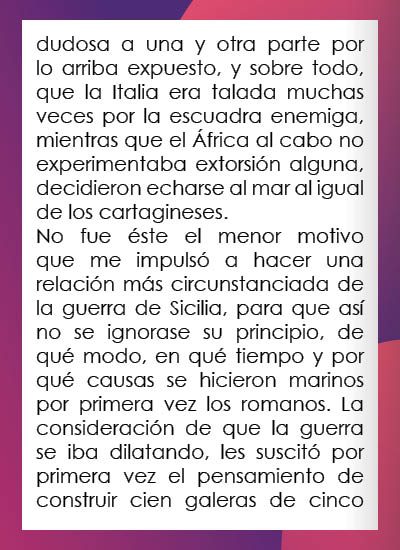 dudosa a una y otra parte por
lo arriba expuesto, y sobre todo,
que la Italia era talada muchas
veces por la escuadra enemiga,
mientras que el África al cabo no
experimentaba extorsión alguna,
decidieron echarse al mar al igual
de los cartagineses.
No fue éste el menor motivo
que me impulsó a hacer una
relación más circunstanciada de
la guerra de Sicilia, para que así
no se ignorase su principio, de
qué modo, en qué tiempo y por
qué causas se hicieron marinos
por primera vez los romanos. La
consideración de que la guerra
se iba dilatando, les suscitó por
primera vez el pensamiento de
construir cien galeras de cinco